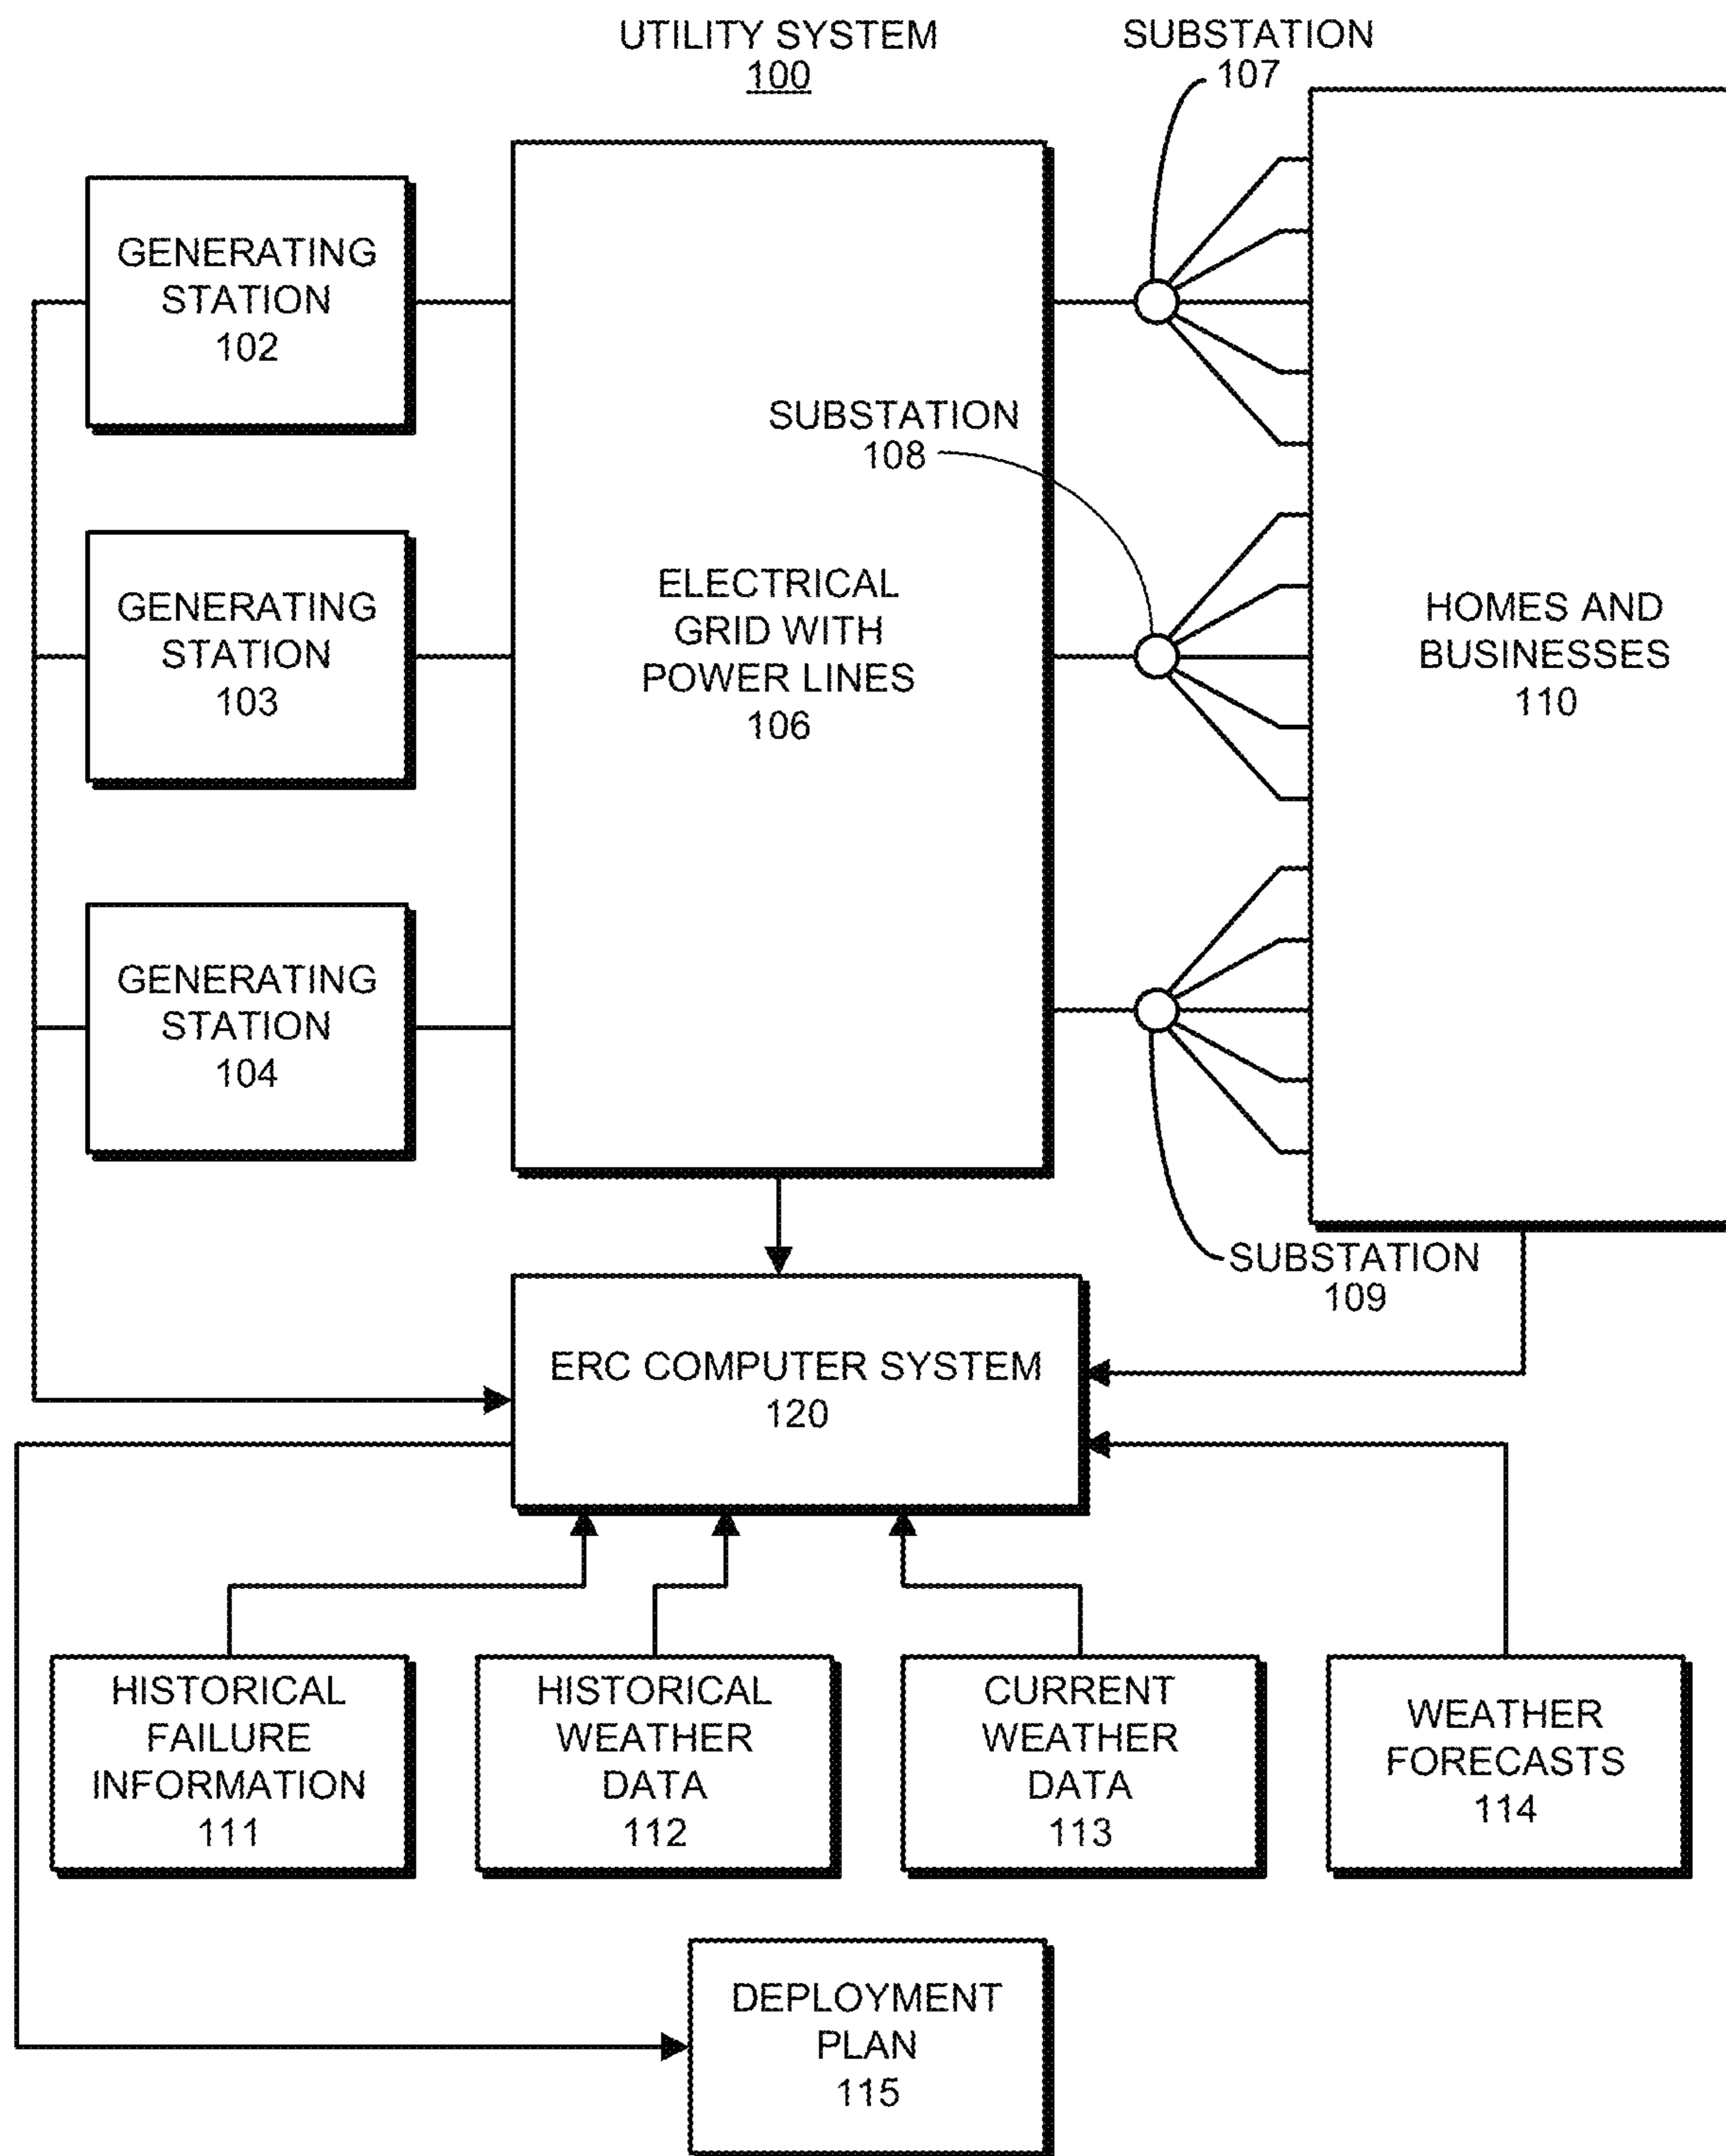 UTILITY SYSTEM
100
SUBSTATION
107
GENERATING
STATION
102
SUBSTATION
108
GENERATING
STATION
103
ELECTRICAL
GRID WITH
POWER LINES
106
HOMES AND
BUSINESSES
110
GENERATING
STATION
104
SUBSTATION
109
ERC COMPUTER SYSTEM
120
HISTORICAL
FAILURE
INFORMATION
111
HISTORICAL
WEATHER
DATA
112
CURRENT
WEATHER
DATA
113
WEATHER
FORECASTS
114
DEPLOYMENT
PLAN
115